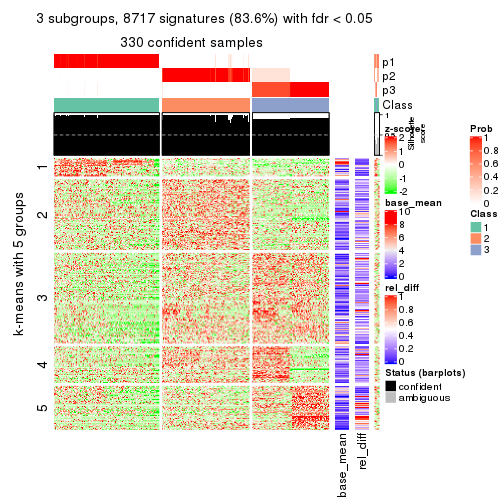 3 subgroups, 8717 signatures (83.6%) with fdr < 0.05
330 confident samples
p1
p2
p3
Class
1
Silhouette
score
k-means with 5 groups
1
2
3
4
5
base_mean
rel_diff
z-score
2
1
0
-1
-2
base_mean
10
8
6
4
2
0
rel_diff
1
0.8
0.6
0.4
0.2
0
Status (barplots)
confident
ambiguous
Prob
1
0.8
0.6
0.4
0.2
0
Class
1
2
3